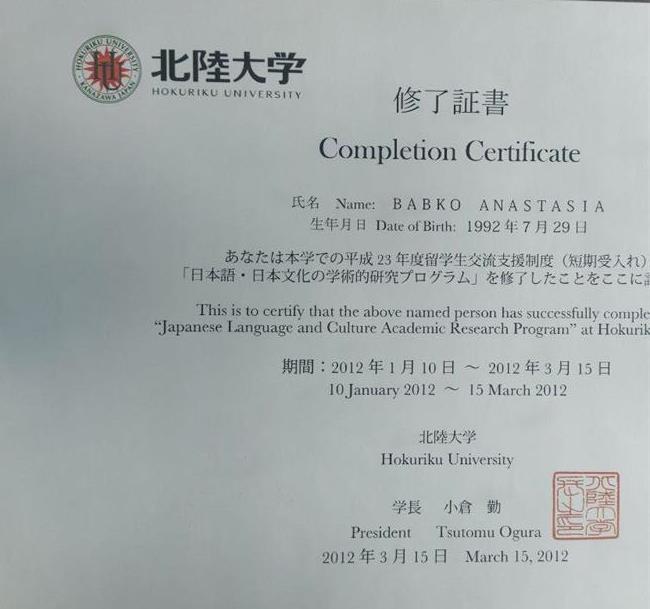 HOKURIKU UNIVERSITY
KANAZAWA JAPAN
北陸大学
HOKURIKU UNIVERSITY
修了証書
Completion Certificate
氏名 Name: BABKO ANASTASIA
生年月日 Date of Birth: 1992年7月29日
あなたは本学での平成23年度留学生交流支援制度(短期受入れ)
「日本語・日本文化の学術的研究プログラム」を修了したことをここに
This is to certify that the above named person has successfully comple
“Japanese Language and Culture Academic Research Program” at Hokurik
期間:2012年1月10日 ~ 2012年3月15日
10 January 2012 ~ 15 March 2012
北陸大学
Hokuriku University
学長 小倉 勤
President Tsutomu Ogura
2012年3月15日 March 15, 2012